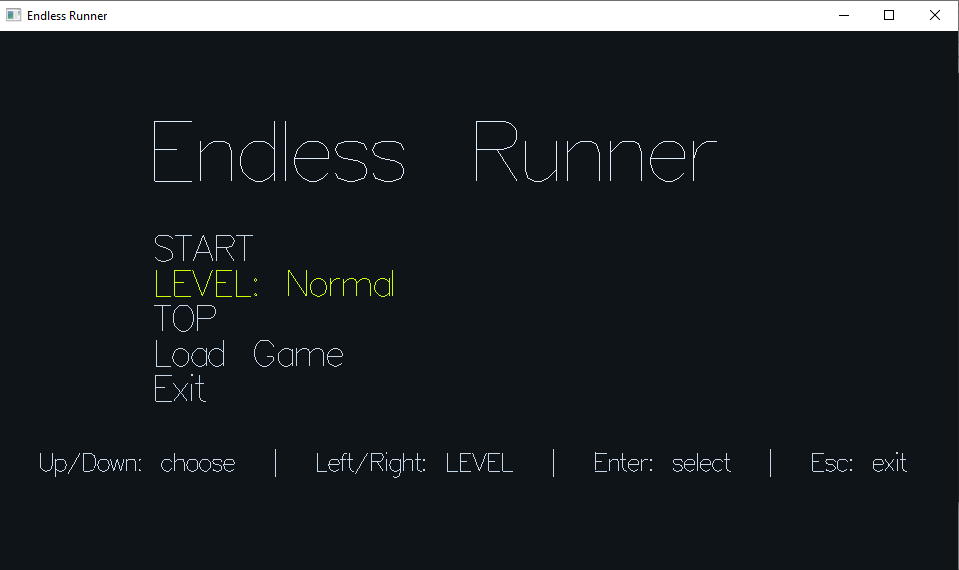 Endless Runner
Endless Runner
START
LEVEL: Normal
TOP
Load Game
Exit
Up/Down: choose | Left/Right: LEVEL | Enter: select | Esc: exit